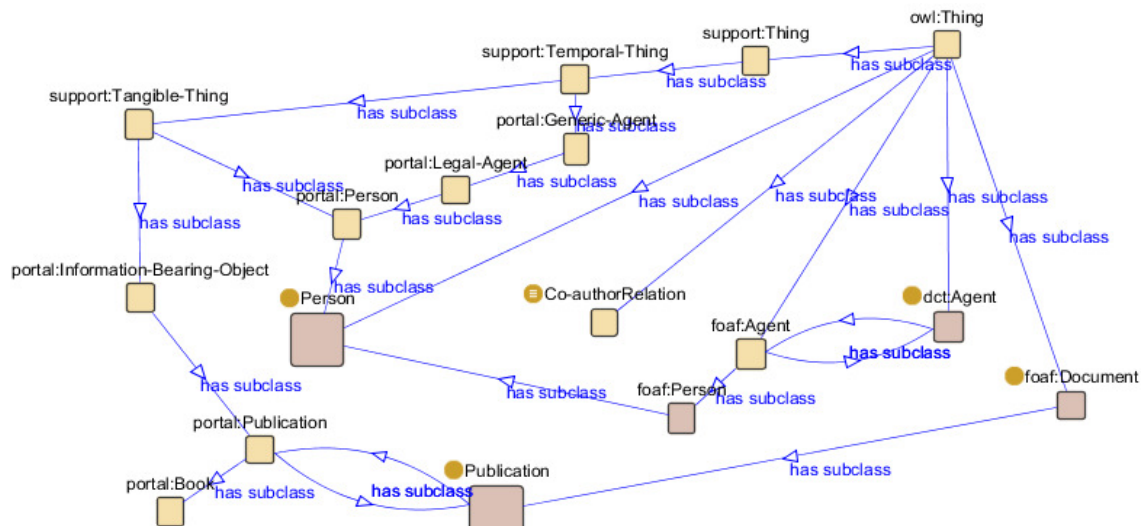 owl:Thing
support:Thing
support:Temporal-Thing
has subclass
has subclass
support:Tangible-Thing
has subclass
portal:Generic-Agent
has subclass
portal:Legal-Agent
has subclass
has subclass
portal:Person
has subclass
has subclass
has subclass
has subclass
has subclass
has subclass
has subclass
portal:Information-Bearing-Object
has subclass
Person
Co-authorRelation
dct:Agent
foaf:Agent
has subclass
has subclass
foaf:Document
foaf:Person
has subclass
has subclass
has subclass
portal:Publication
Publication
has subclass
portal:Book
has subclass
has subclass
has subclass